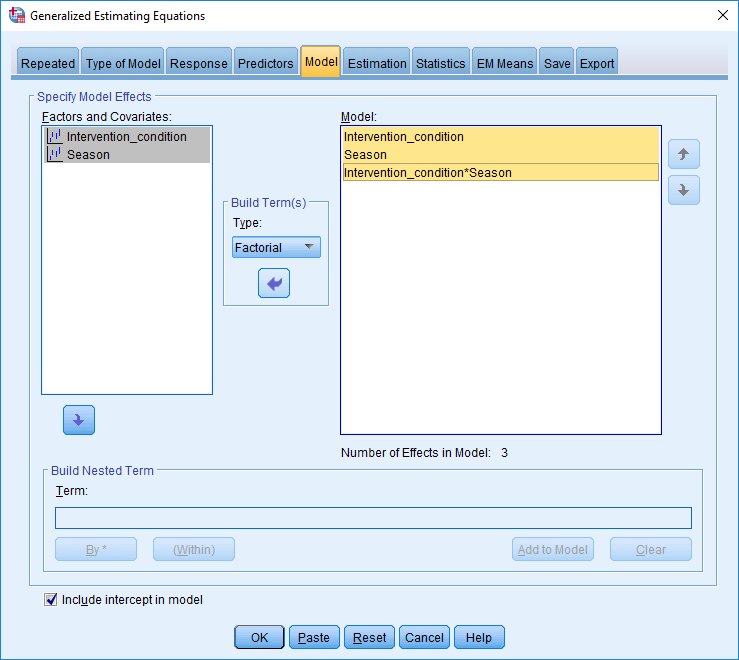 Generalized Estimating Equations
Repeated
Type of Model
Response
Predictors
Model
Estimation
Statistics
EM Means
Save
Export
Specify Model Effects
Factors and Covariates:
Intervention_condition
Season
Build Term(s)
Type:
Factorial
Model:
Intervention_condition
Season
Intervention_condition*Season
Number of Effects in Model: 3
Build Nested Term
Term:
By *
(Within)
Add to Model
Clear
Include intercept in model
OK
Paste
Reset
Cancel
Help